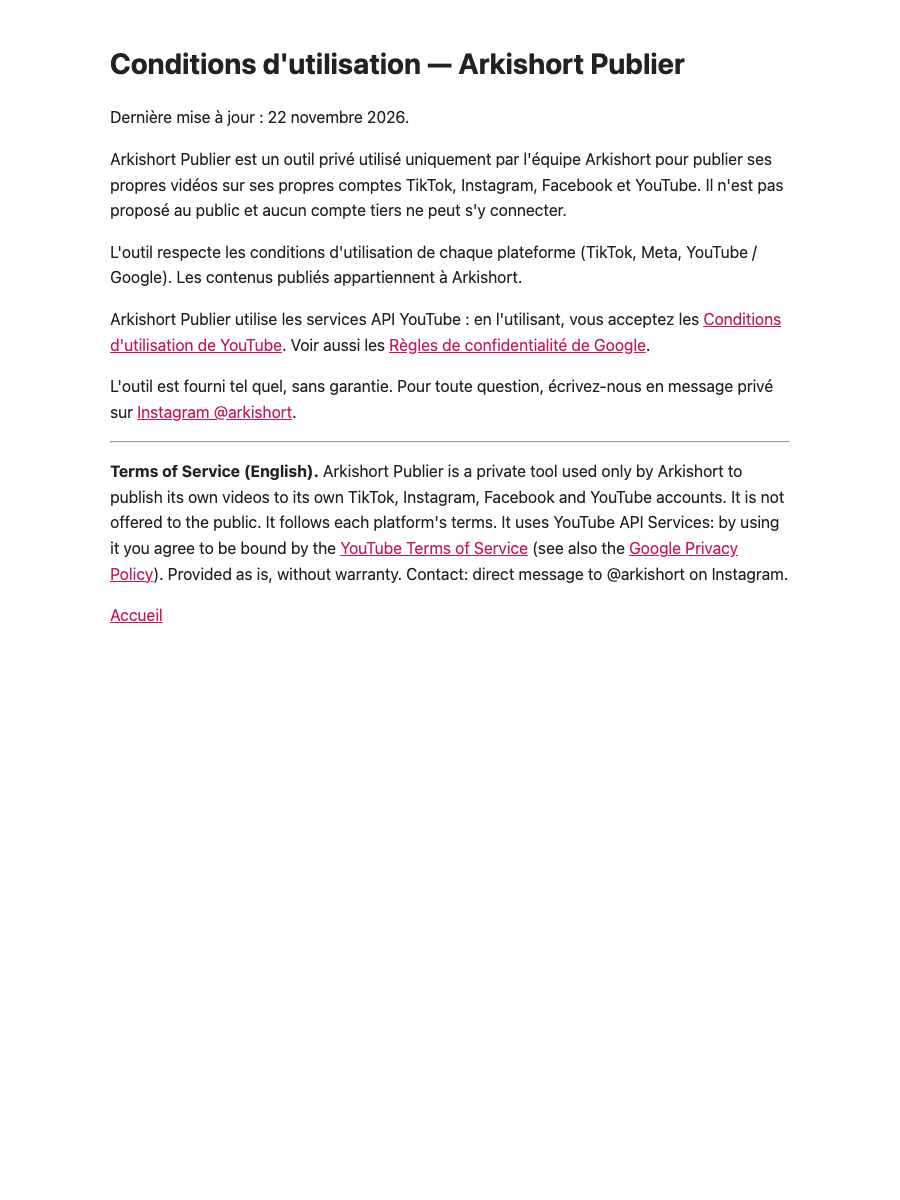 Conditions d'utilisation — Arkishort Publier
Dernière mise à jour : 22 novembre 2026.
Arkishort Publier est un outil privé utilisé uniquement par l'équipe Arkishort pour publier ses
propres vidéos sur ses propres comptes TikTok, Instagram, Facebook et YouTube. Il n'est pas
proposé au public et aucun compte tiers ne peut s'y connecter.
L'outil respecte les conditions d'utilisation de chaque plateforme (TikTok, Meta, YouTube /
Google). Les contenus publiés appartiennent à Arkishort.
Arkishort Publier utilise les services API YouTube : en l'utilisant, vous acceptez les Conditions
d'utilisation de YouTube. Voir aussi les Règles de confidentialité de Google.
L'outil est fourni tel quel, sans garantie. Pour toute question, écrivez-nous en message privé
sur Instagram @arkishort.
Terms of Service (English). Arkishort Publier is a private tool used only by Arkishort to
publish its own videos to its own TikTok, Instagram, Facebook and YouTube accounts. It is not
offered to the public. It follows each platform's terms. It uses YouTube API Services: by using
it you agree to be bound by the YouTube Terms of Service (see also the Google Privacy
Policy). Provided as is, without warranty. Contact: direct message to @arkishort on Instagram.
Accueil